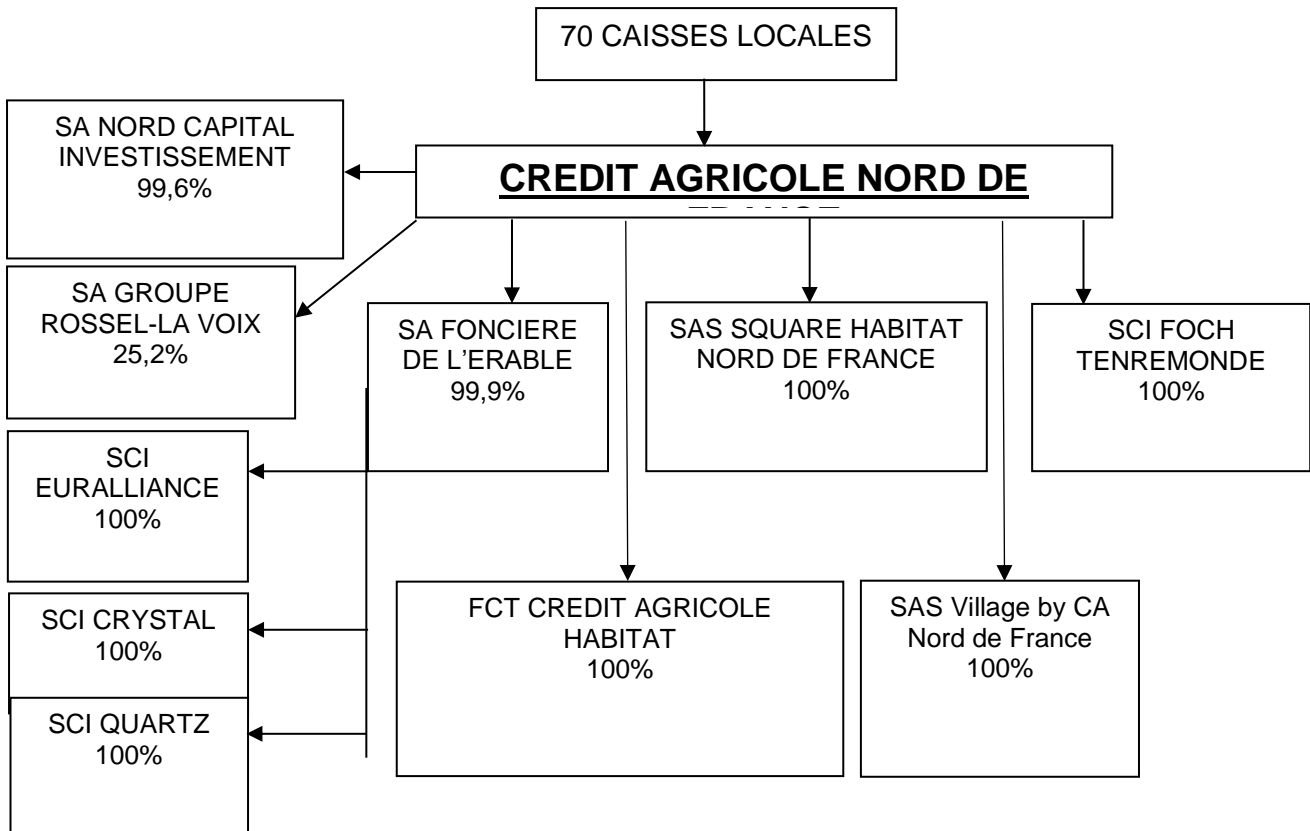 70 CAISSES LOCALES
SA NORD CAPITAL
INVESTISSEMENT
99,6%
CREDIT AGRICOLE NORD DE
SA GROUPE
ROSSEL-LA VOIX
25,2%
SA FONCIERE
DE L'ERABLE
99,9%
SAS SQUARE HABITAT
NORD DE FRANCE
100%
SCI FOCH
TENREMONDE
100%
SCI
EURALLIANCE
100%
SCI CRYSTAL
100%
SCI QUARTZ
100%
FCT CREDIT AGRICOLE
HABITAT
100%
SAS Village by CA
Nord de France
100%